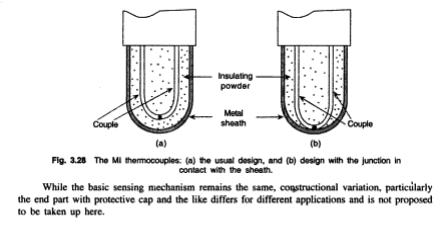 Insulating
powder
Metal
sheath
Couple
Couple
(a)
(b)
Fig. 3.28 The MI thermocouples: (a) the usual design, and (b) design with the junction in
contact with the sheath.
While the basic sensing mechanism remains the same, constructional variation, particularly
the end part with protective cap and the like differs for different applications and is not proposed
to be taken up here.